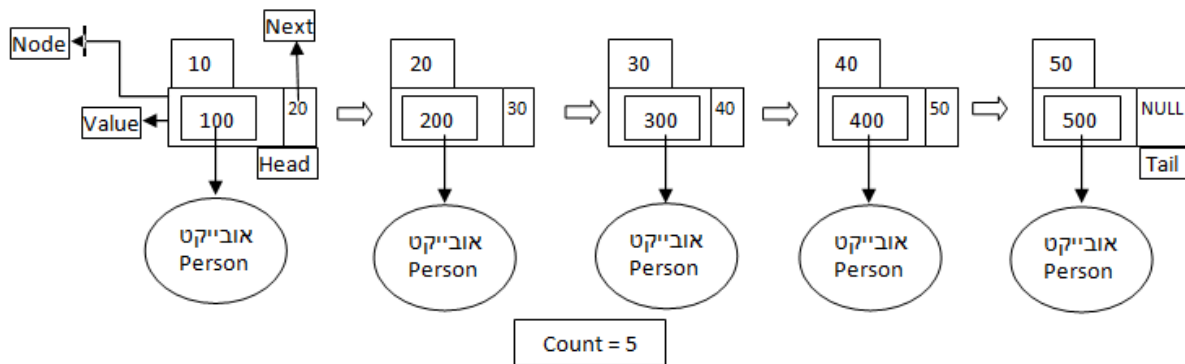 Node
Next
10
20
30
40
50
Value
100
20
200
30
300
40
400
50
500
NULL
Head
Tail
אובייקט
Person
אובייקט
Person
אובייקט
Person
אובייקט
Person
אובייקט
Person
Count = 5